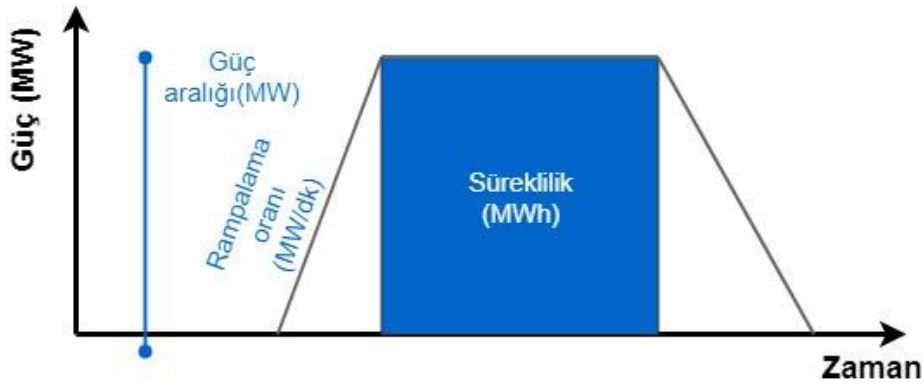 Güç (MW)
Güç
aralığı(MW)
Rampalama
oranı
(MW/dk)
Süreklilik
(MWh)
Zaman